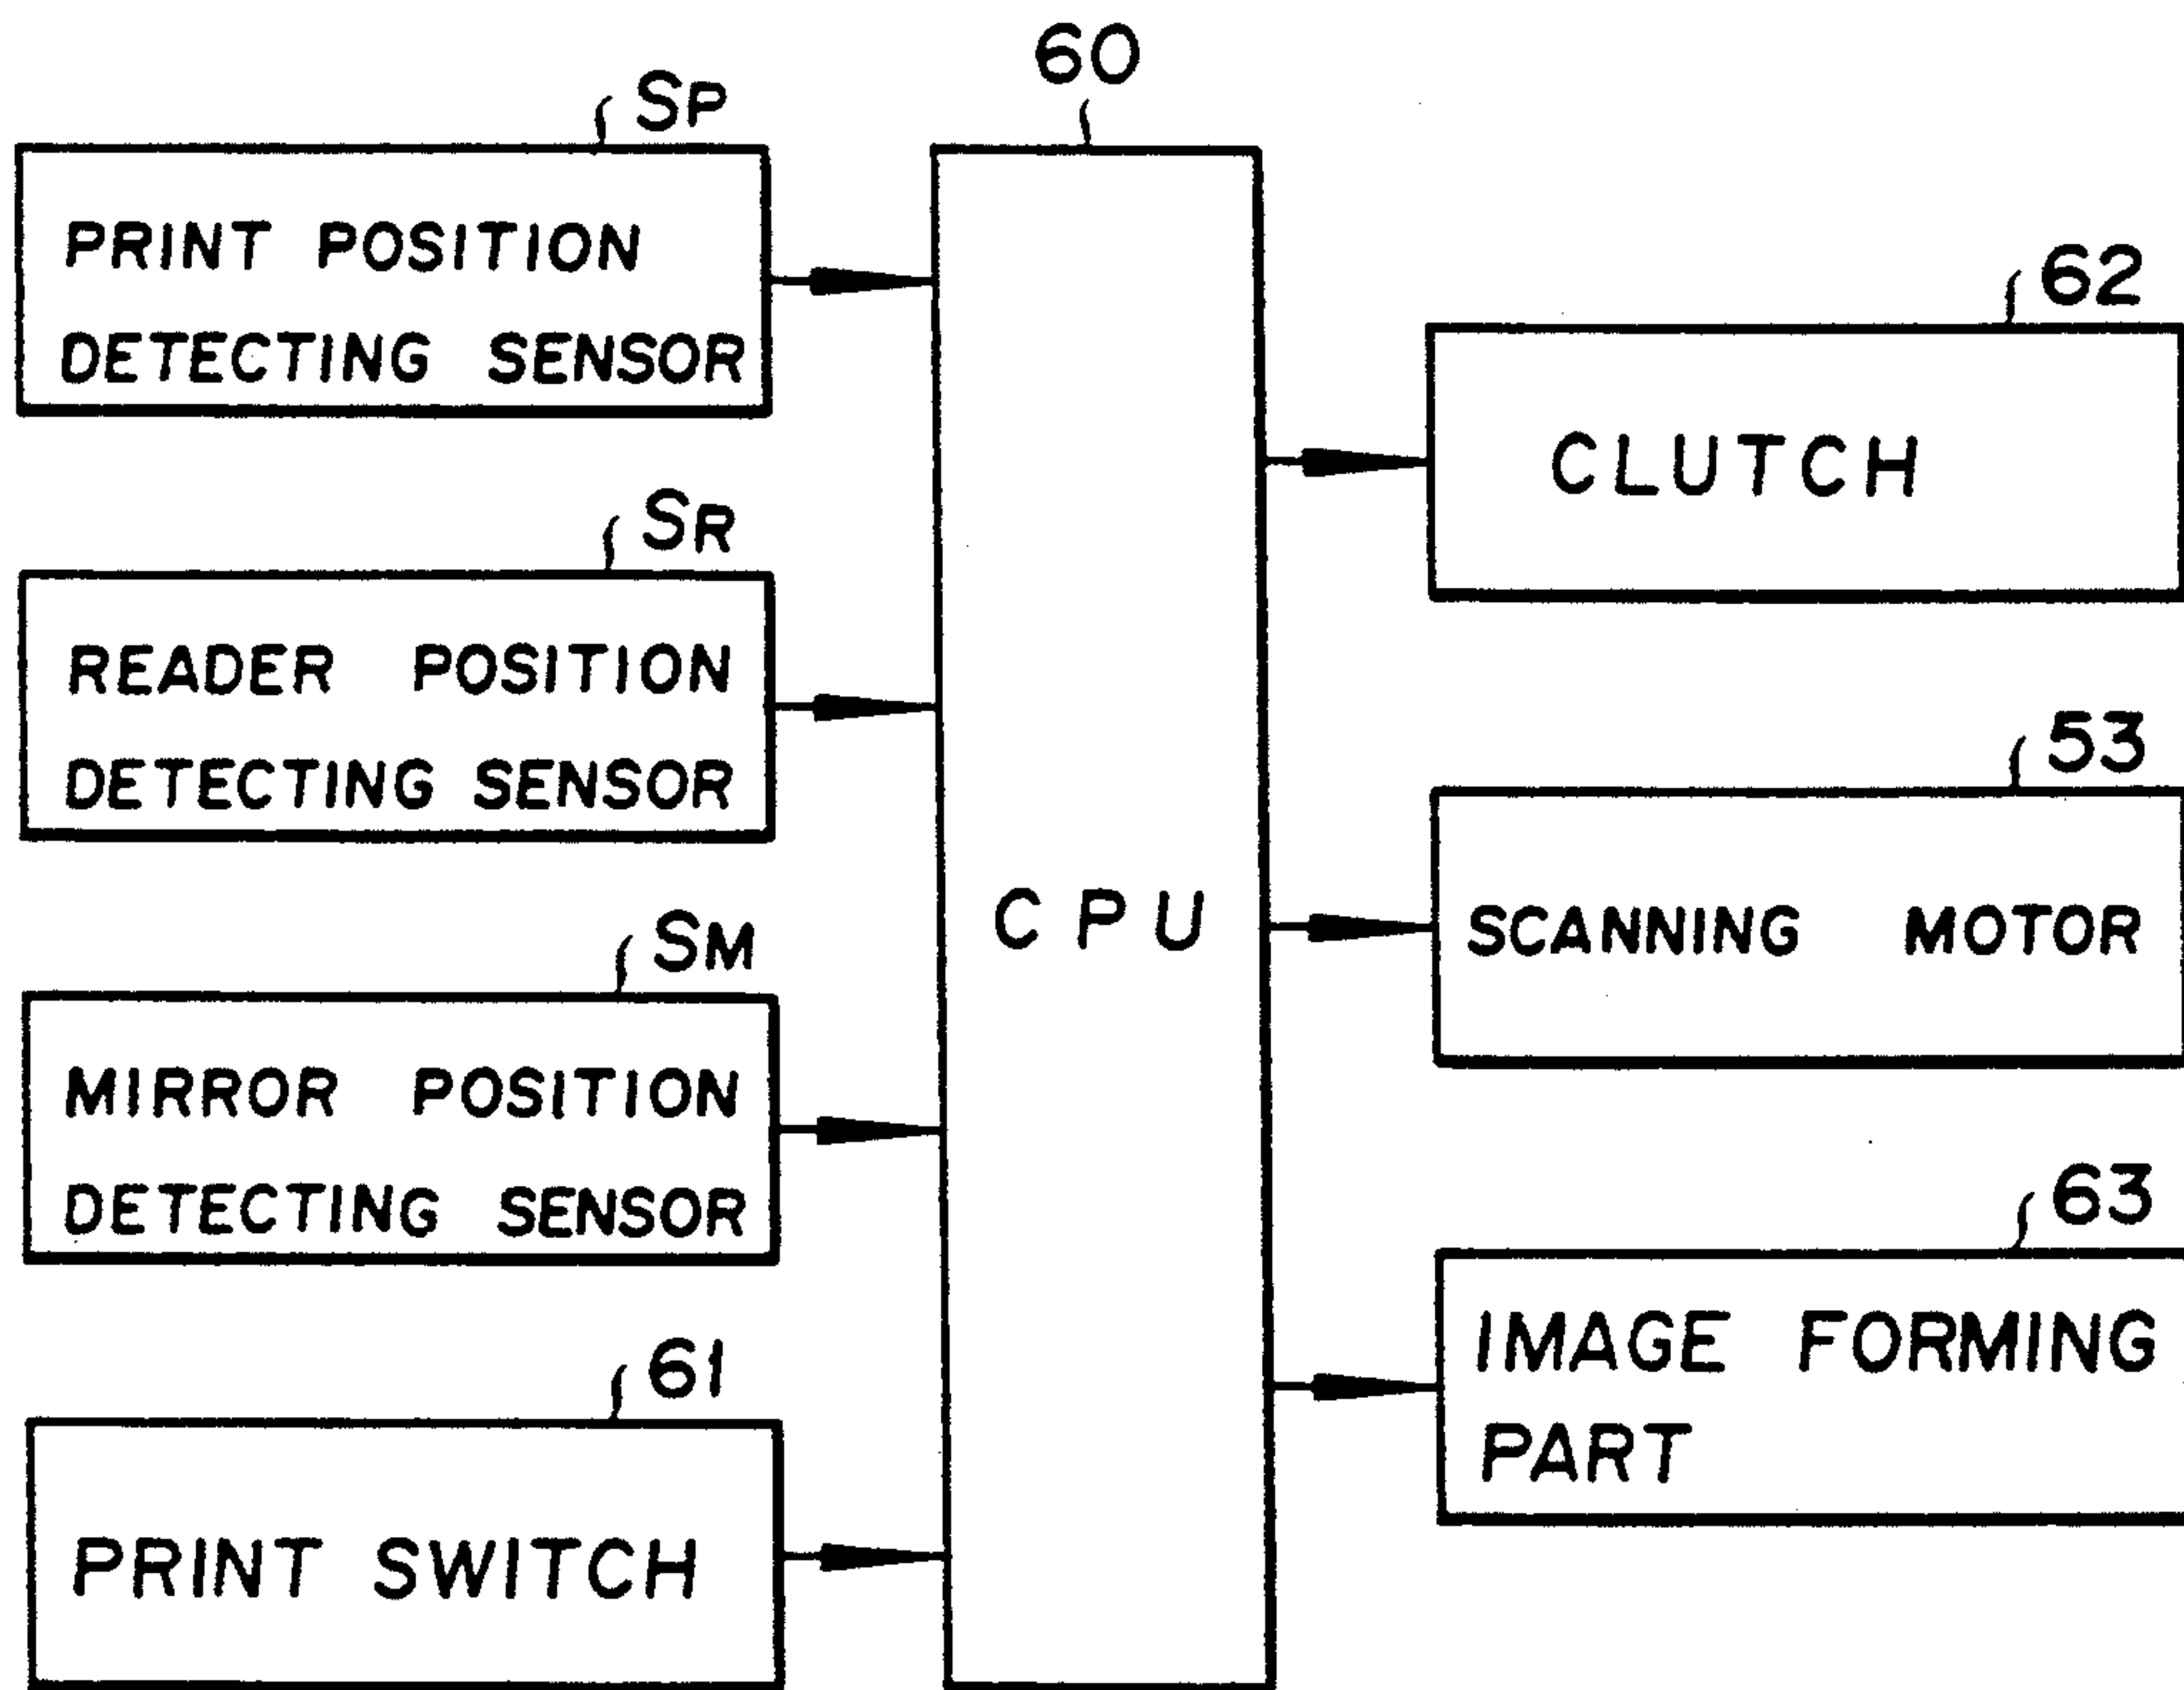 SP
PRINT POSITION
DETECTING SENSOR
SR
READER POSITION
DETECTING SENSOR
SM
MIRROR POSITION
DETECTING SENSOR
61
PRINT SWITCH
60
CPU
62
CLUTCH
53
SCANNING MOTOR
63
IMAGE FORMING
PART